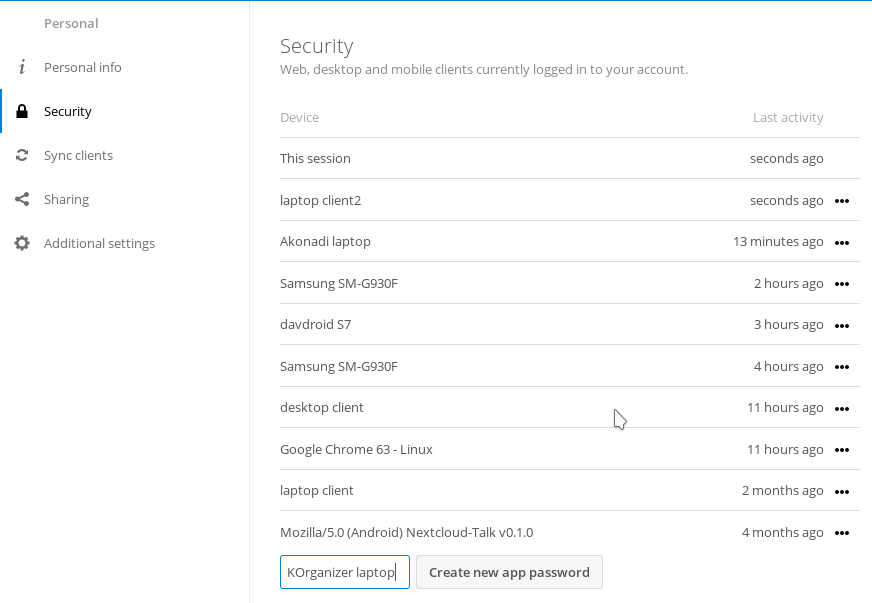 Personal
Personal info
Security
Sync clients
Sharing
Additional settings
Security
Web, desktop and mobile clients currently logged in to your account.
Device Last activity
This session seconds ago
laptop client2 seconds ago
Akonadi laptop 13 minutes ago
Samsung SM-G930F 2 hours ago
davdroid S7 3 hours ago
Samsung SM-G930F 4 hours ago
desktop client 11 hours ago
Google Chrome 63 - Linux 11 hours ago
laptop client 2 months ago
Mozilla/5.0 (Android) Nextcloud-Talk v0.1.0 4 months ago
KOrganizer laptop Create new app password